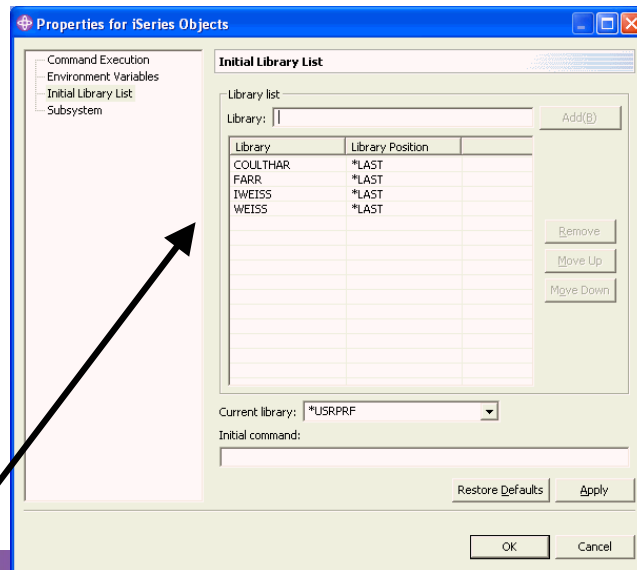 Properties for iSeries Objects
Command Execution
Environment Variables
Initial Library List
Subsystem
Initial Library List
Library list
Library:
Add(B)
Library Library Position
COULTHAR *LAST
FARR *LAST
IWEISS *LAST
WEISS *LAST
Remove
Move Up
Move Down
Current library: *USRPRF
Initial command:
Restore Defaults Apply
OK Cancel